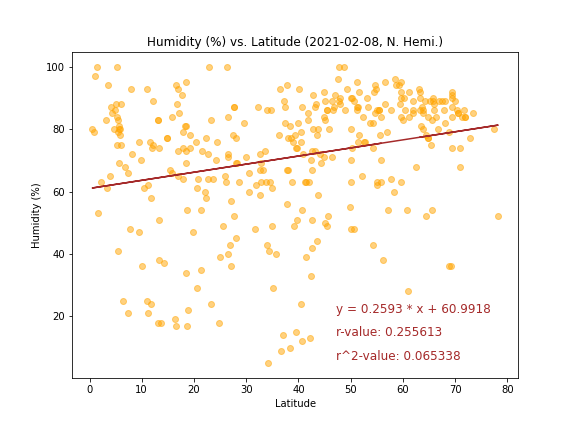 Humidity (%) vs. Latitude (2021-02-08, N. Hemi.)
100
80
60
40
20
Humidity (%)
y = 0.2593 * x + 60.9918
r-value: 0.255613
r^2-value: 0.065338
0 10 20 30 40 50 60 70 80
Latitude